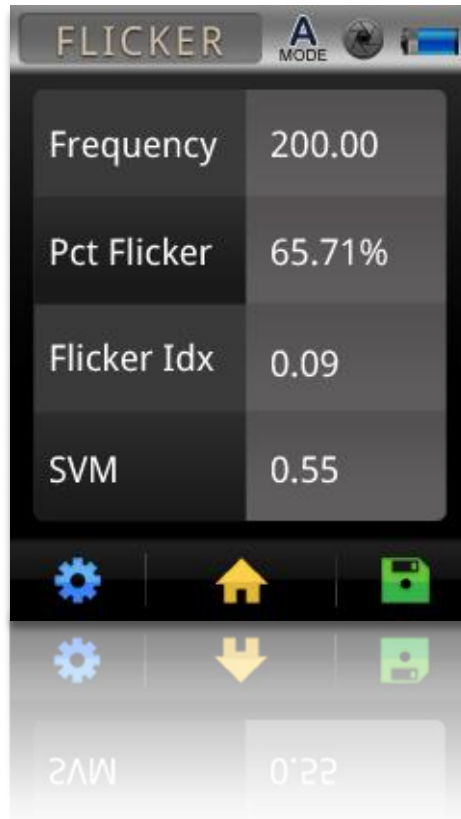 FLICKER
A
MODE
Frequency 200.00
Pct Flicker 65.71%
Flicker Idx 0.09
SVM 0.55
SVM 0.55